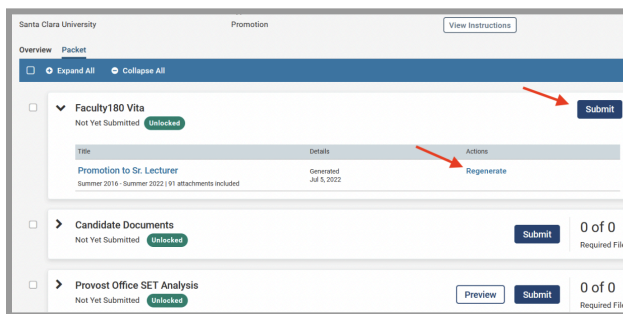 Santa Clara University Promotion View Instructions
Overview Packet
Expand All Collapse All
Faculty180 Vita Submit
Not Yet Submitted Unlocked
Title Details Actions
Promotion to Sr. Lecturer Generated Regenerate
Summer 2016 - Summer 2022 | 91 attachments included Jul 5, 2022
Candidate Documents Submit 0 of 0
Not Yet Submitted Unlocked Required Fil
Provost Office SET Analysis Preview Submit 0 of 0
Not Yet Submitted Unlocked Required Fil